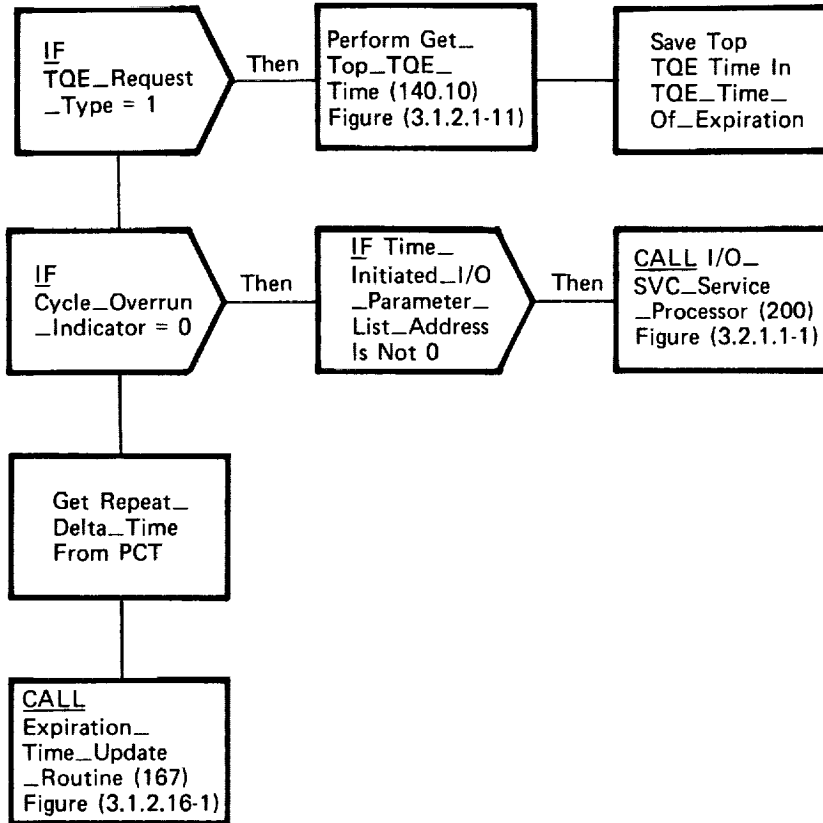 IF
TQE_Request
_Type = 1
Then
Perform Get_
Top_TQE_
Time (140.10)
Figure (3.1.2.1-11)
Save Top
TQE Time In
TQE_Time_
Of_Expiration
IF
Cycle_Overrun
_Indicator = 0
Then
IF Time_
Initiated_I/O
_Parameter_
List_Address
Is Not 0
Then
CALL I/O_
SVC_Service
_Processor (200)
Figure (3.2.1.1-1)
Get Repeat_
Delta_Time
From PCT
CALL
Expiration_
Time_Update
_Routine (167)
Figure (3.1.2.16-1)